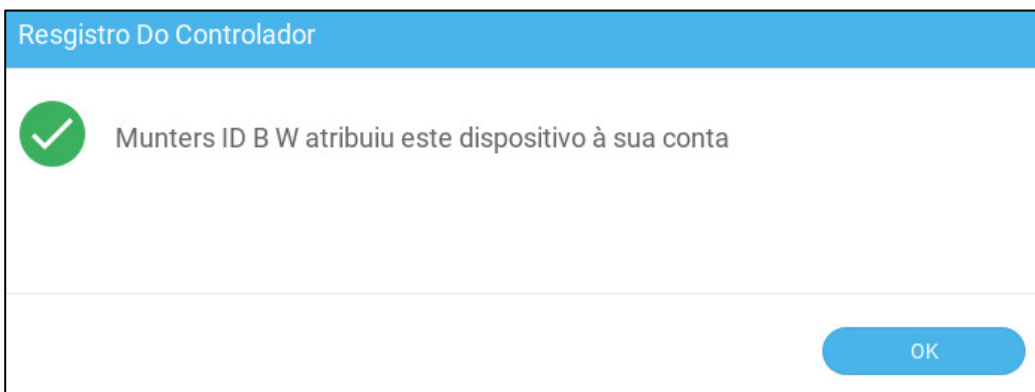 Resgistro Do Controlador
Munters ID B W atribuiu este dispositivo à sua conta
OK